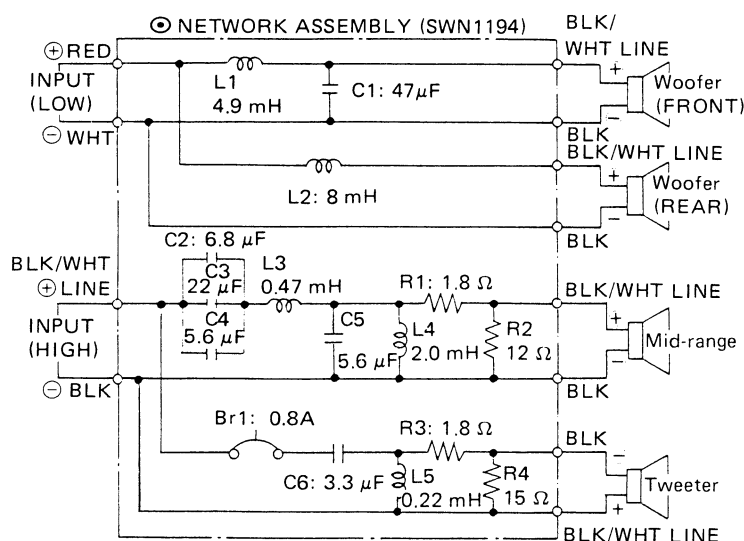 ⊙ NETWORK ASSEMBLY (SWN1194)
BLK/
WHT LINE
⊕ RED
INPUT
(LOW)
⊖ WHT
L1
4.9 mH
C1: 47μF
+
Woofer
(FRONT)
−
BLK
BLK/WHT LINE
L2: 8 mH
+
Woofer
(REAR)
−
BLK
C2: 6.8 μF
C3
22 μF
C4
5.6 μF
L3
0.47 mH
BLK/WHT
⊕ LINE
INPUT
(HIGH)
⊖ BLK
C5
5.6 μF
L4
2.0 mH
R1: 1.8 Ω
R2
12 Ω
BLK/WHT LINE
+
Mid-range
−
BLK
Br1: 0.8A
C6: 3.3 μF
L5
0.22 mH
R3: 1.8 Ω
R4
15 Ω
BLK
−
Tweeter
+
BLK/WHT LINE